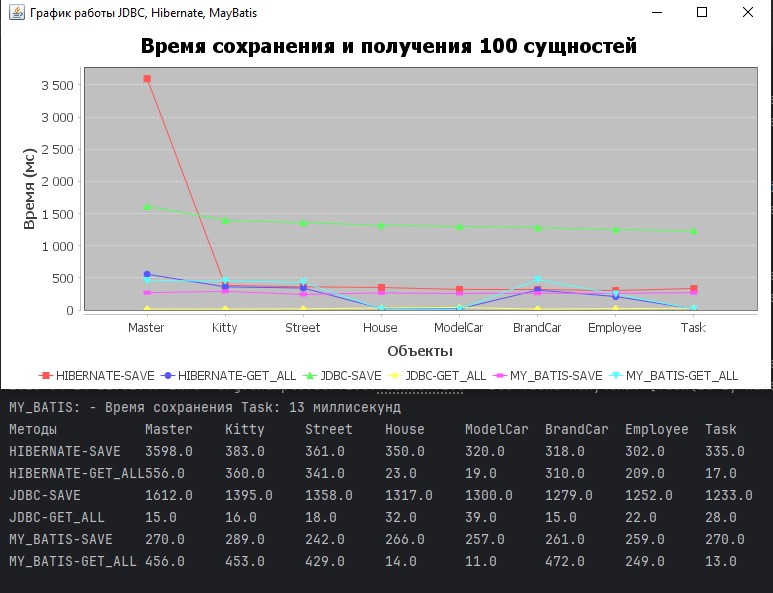 График работы JDBC, Hibernate, MayBatis
Время сохранения и получения 100 сущностей
Время (мс)
3 500
3 000
2 500
2 000
1 500
1 000
500
0
Master Kitty Street House ModelCar BrandCar Employee Task
Объекты
HIBERNATE-SAVE HIBERNATE-GET_ALL JDBC-SAVE JDBC-GET_ALL MY_BATIS-SAVE MY_BATIS-GET_ALL
MY_BATIS: - Время сохранения Task: 13 миллисекунд
Методы Master Kitty Street House ModelCar BrandCar Employee Task
HIBERNATE-SAVE 3598.0 383.0 361.0 350.0 320.0 318.0 302.0 335.0
HIBERNATE-GET_ALL556.0 360.0 341.0 23.0 19.0 310.0 209.0 17.0
JDBC-SAVE 1612.0 1395.0 1358.0 1317.0 1300.0 1279.0 1252.0 1233.0
JDBC-GET_ALL 15.0 16.0 18.0 32.0 39.0 15.0 22.0 28.0
MY_BATIS-SAVE 270.0 289.0 242.0 266.0 257.0 261.0 259.0 270.0
MY_BATIS-GET_ALL 456.0 453.0 429.0 14.0 11.0 472.0 249.0 13.0